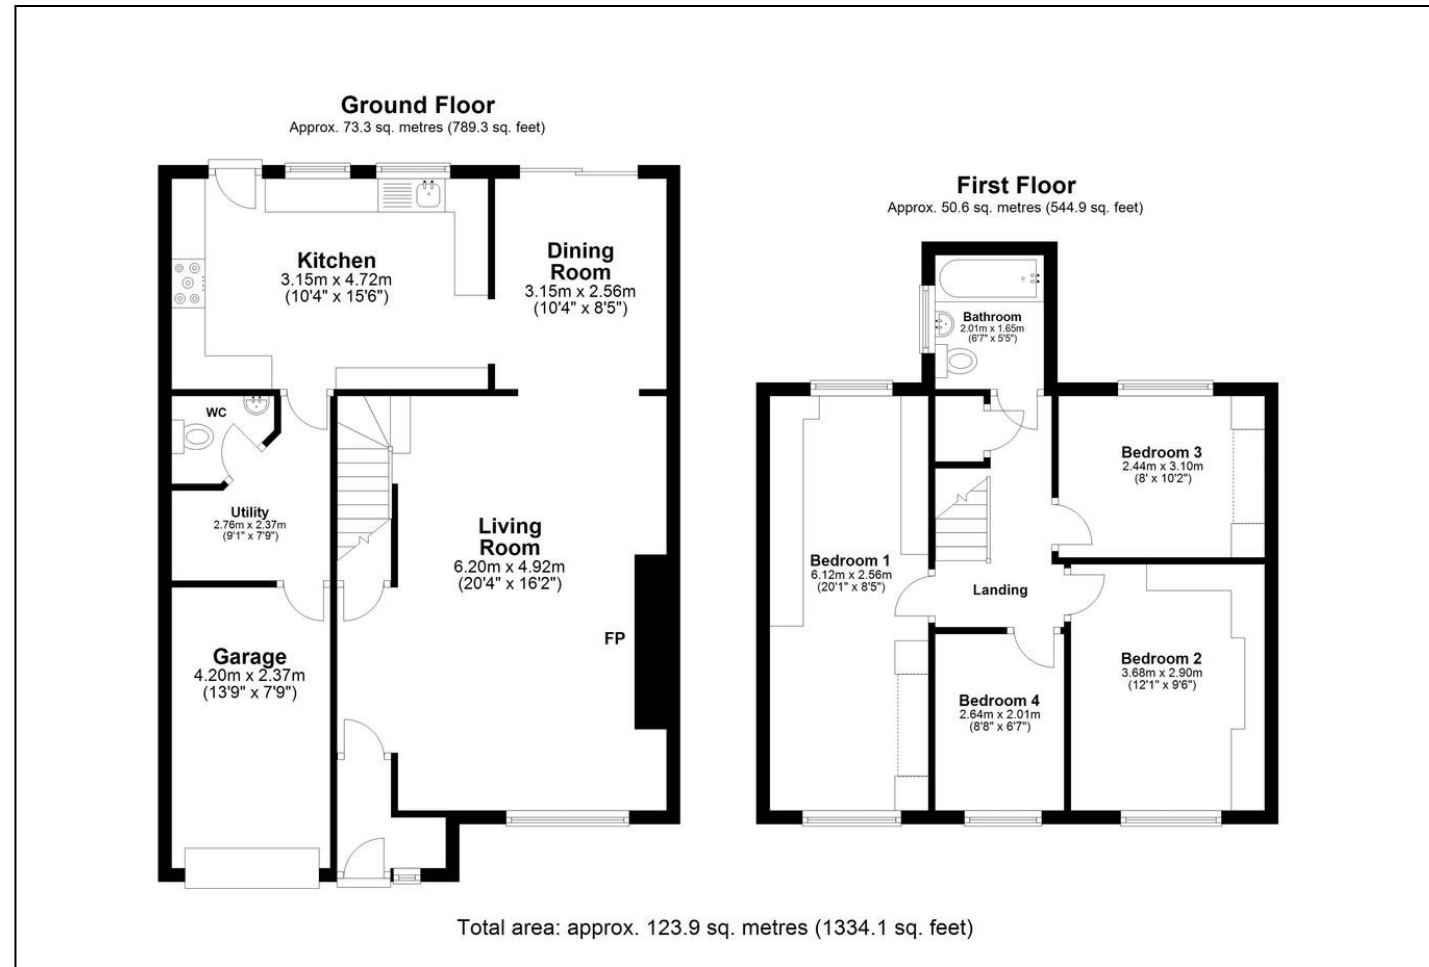 Ground Floor
Approx. 73.3 sq. metres (789.3 sq. feet)
Kitchen
3.15m x 4.72m
(10'4" x 15'6")
Dining
Room
3.15m x 2.56m
(10'4" x 8'5")
WC
Utility
2.76m x 2.37m
(9'1" x 7'9")
Living
Room
6.20m x 4.92m
(20'4" x 16'2")
FP
Garage
4.20m x 2.37m
(13'9" x 7'9")
First Floor
Approx. 50.6 sq. metres (544.9 sq. feet)
Bathroom
2.01m x 1.65m
(6'7" x 5'5")
Bedroom 3
2.44m x 3.10m
(8' x 10'2")
Bedroom 1
6.12m x 2.56m
(20'1" x 8'5")
Landing
Bedroom 2
3.68m x 2.90m
(12'1" x 9'6")
Bedroom 4
2.64m x 2.01m
(8'8" x 6'7")
Total area: approx. 123.9 sq. metres (1334.1 sq. feet)